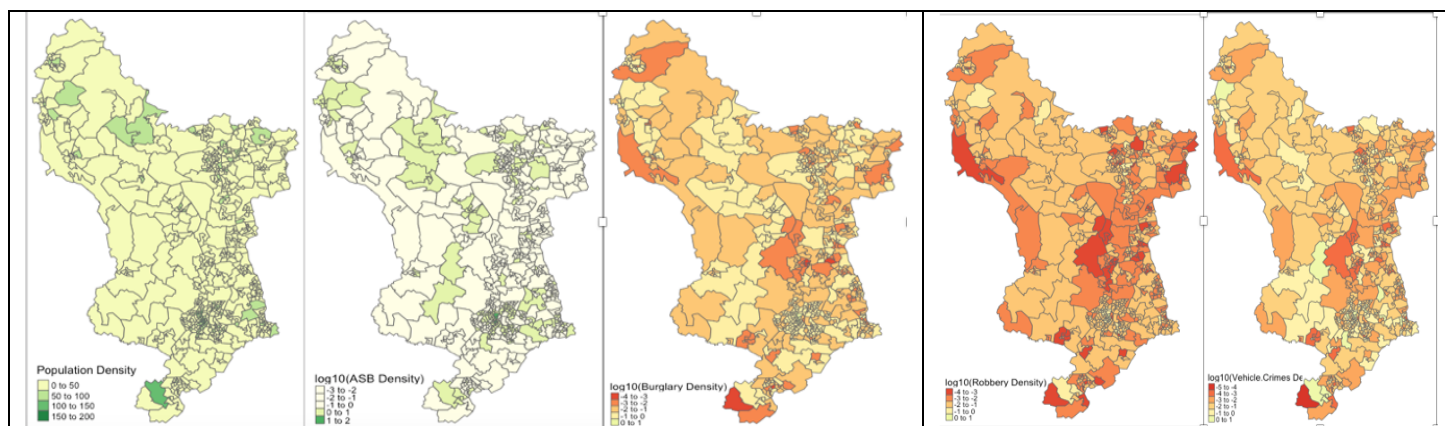 Population Density
0 to 50
50 to 100
100 to 150
150 to 200
log10(ASB Density)
-3 to -2
-2 to -1
-1 to 0
0 to 1
1 to 2
log10(Burglary Density)
-4 to -3
-3 to -2
-2 to -1
-1 to 0
0 to 1
log10(Robbery Density)
-4 to -3
-3 to -2
-2 to -1
-1 to 0
0 to 1
log10(Vehicle.Crimes De
-5 to -4
-4 to -3
-3 to -2
-2 to -1
-1 to 0
0 to 1